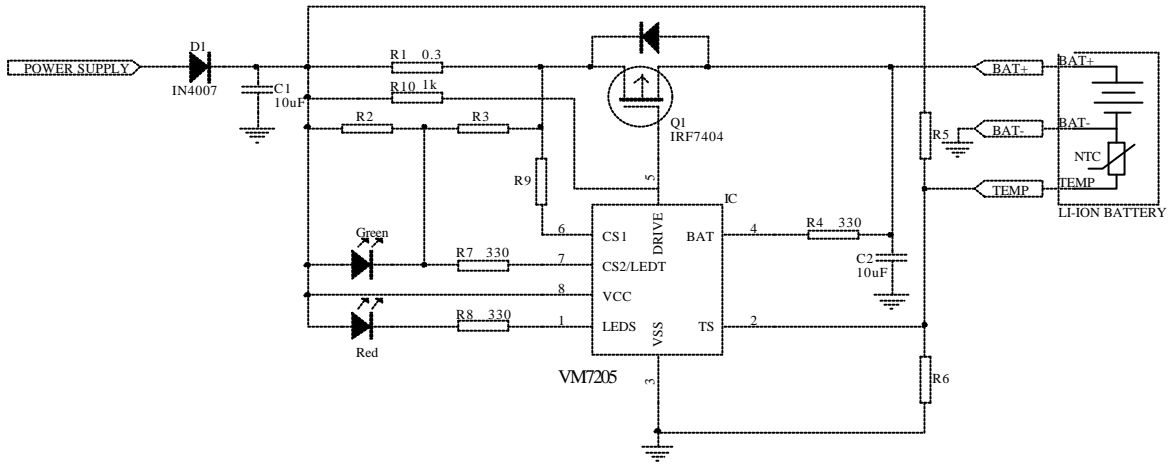 D1
POWER SUPPLY
IN4007
C1
10uF
R1 0.3
R10 1k
R2
R3
R9
Q1
IRF7404
BAT+
BAT+
BAT-
BAT-
R5
NTC
TEMP
TEMP
LI-ION BATTERY
5
IC
DRIVE
6
CS1
BAT
4
R4 330
C2
10uF
Green
R7 330
7
CS2/LEDT
8
VCC
R8 330
1
LEDS
TS
2
Red
VSS
VM7205
3
R6